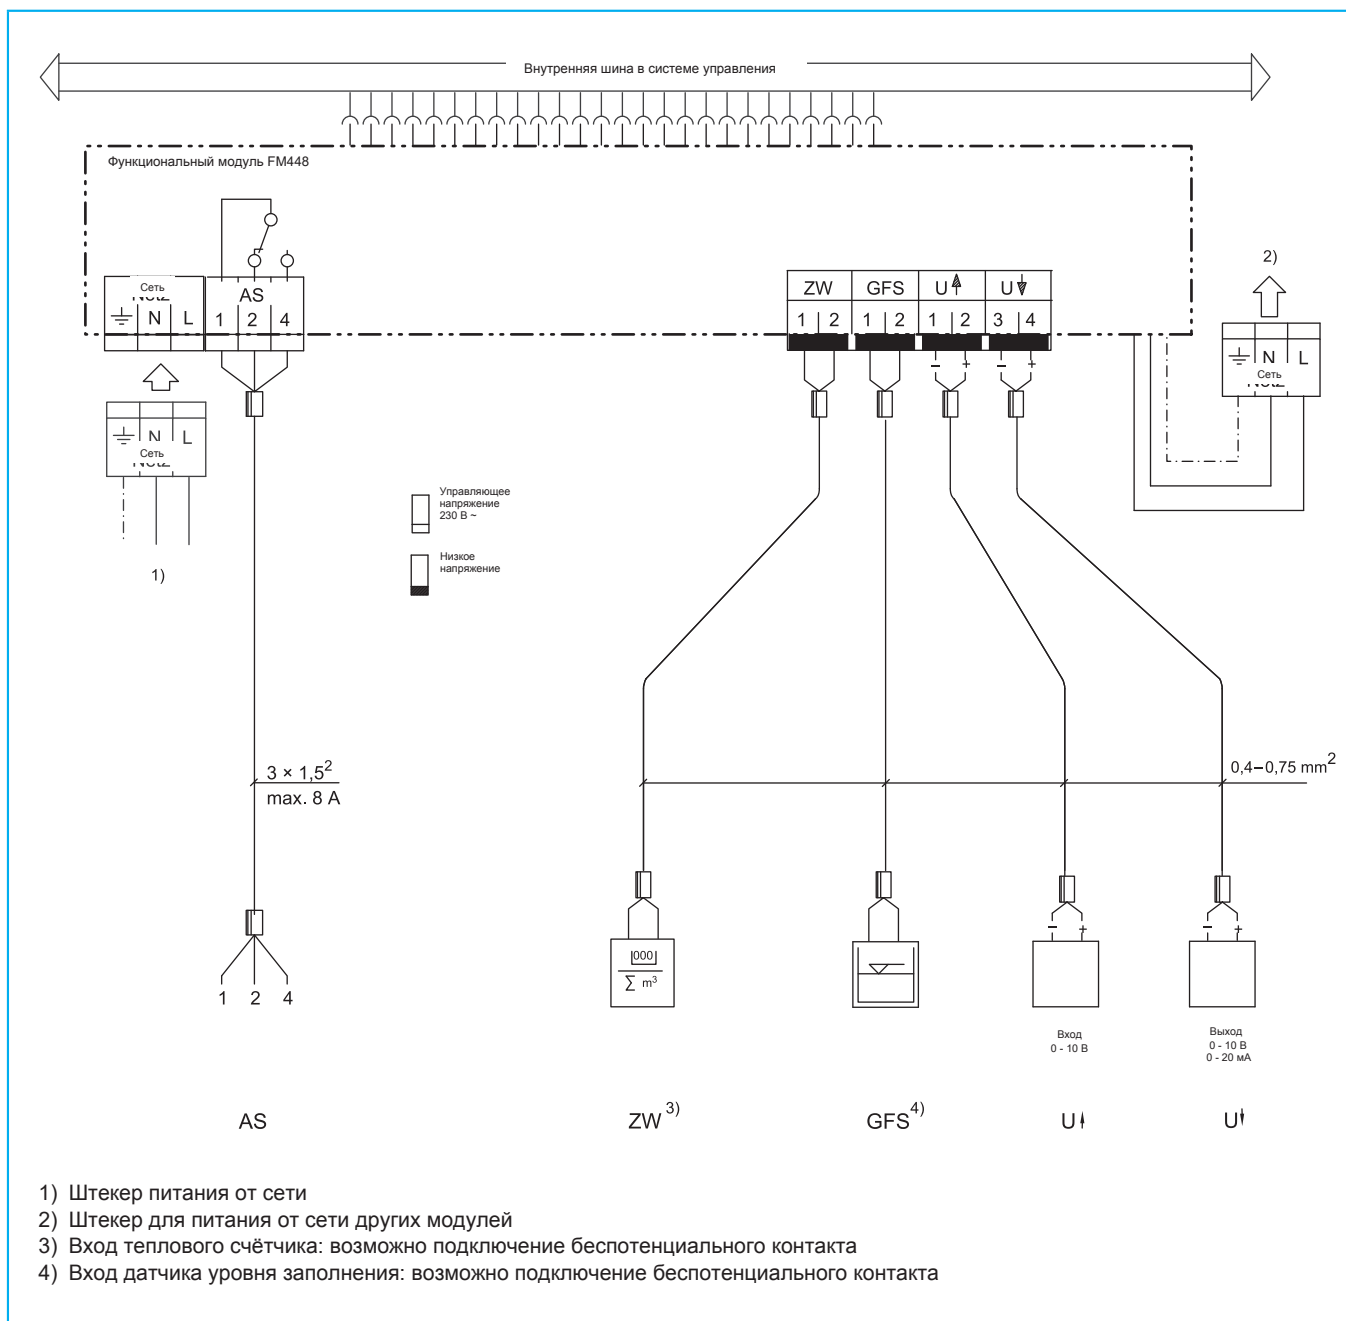 Внутренняя шина в системе управления
Функциональный модуль FM448
Сеть
N L
AS
1 2 4
ZW GFS U U
1 2 1 2 1 2 3 4
- + - +
2)
N L
Сеть
N L
Сеть
1)
Управляющее
напряжение
230 В ~
Низкое
напряжение
3 × 1,5²
max. 8 A
0,4–0,75 mm²
1 2 4
000
∑ m³
- +
- +
Вход
0 - 10 В
Выход
0 - 10 В
0 - 20 мА
AS
ZW 3)
GFS 4)
U
U
1) Штекер питания от сети
2) Штекер для питания от сети других модулей
3) Вход теплового счётчика: возможно подключение беспотенциального контакта
4) Вход датчика уровня заполнения: возможно подключение беспотенциального контакта